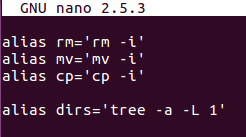 GNU nano 2.5.3
alias rm='rm -i'
alias mv='mv -i'
alias cp='cp -i'
alias dirs='tree -a -L 1'